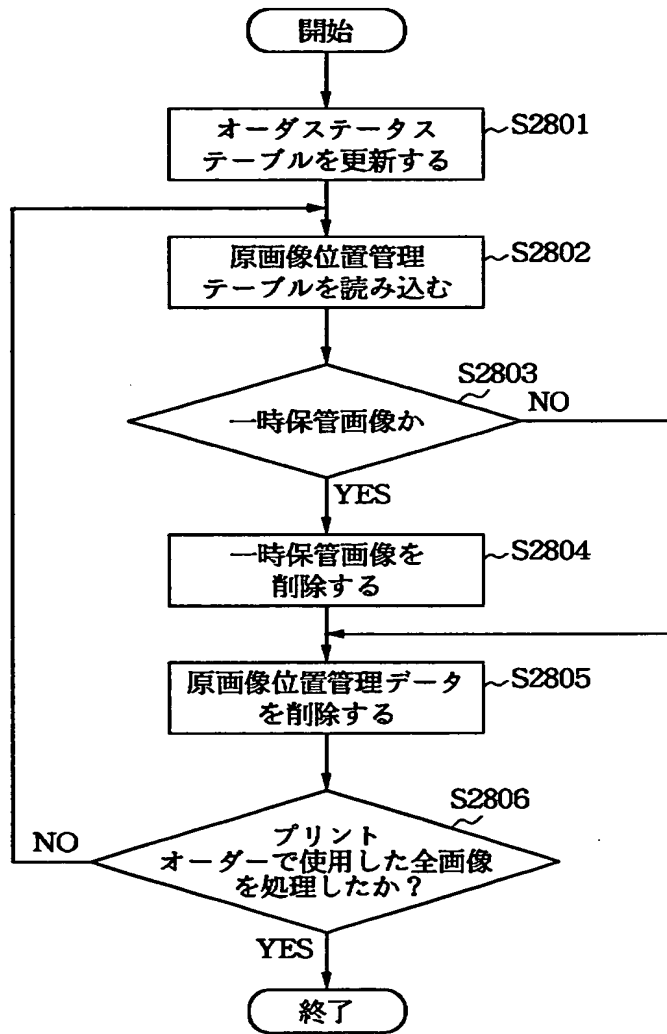 開始
オーダステータス
テーブルを更新する
S2801
原画像位置管理
テーブルを読み込む
S2802
S2803
一時保管画像か
NO
YES
一時保管画像を
削除する
S2804
原画像位置管理データ
を削除する
S2805
S2806
プリント
オーダーで使用した全画像
を処理したか?
NO
YES
終了